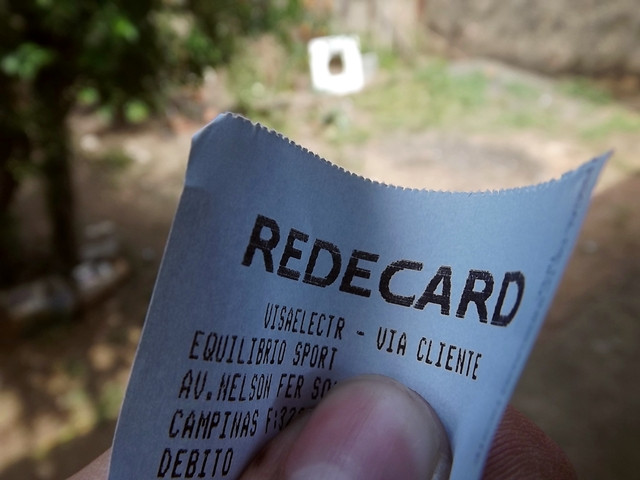 REDECARD
VISAELECTR - VIA CLIENTE
EQUILIBRIO SPORT
AV. NELSON FER
CAMPINAS
DEBITO